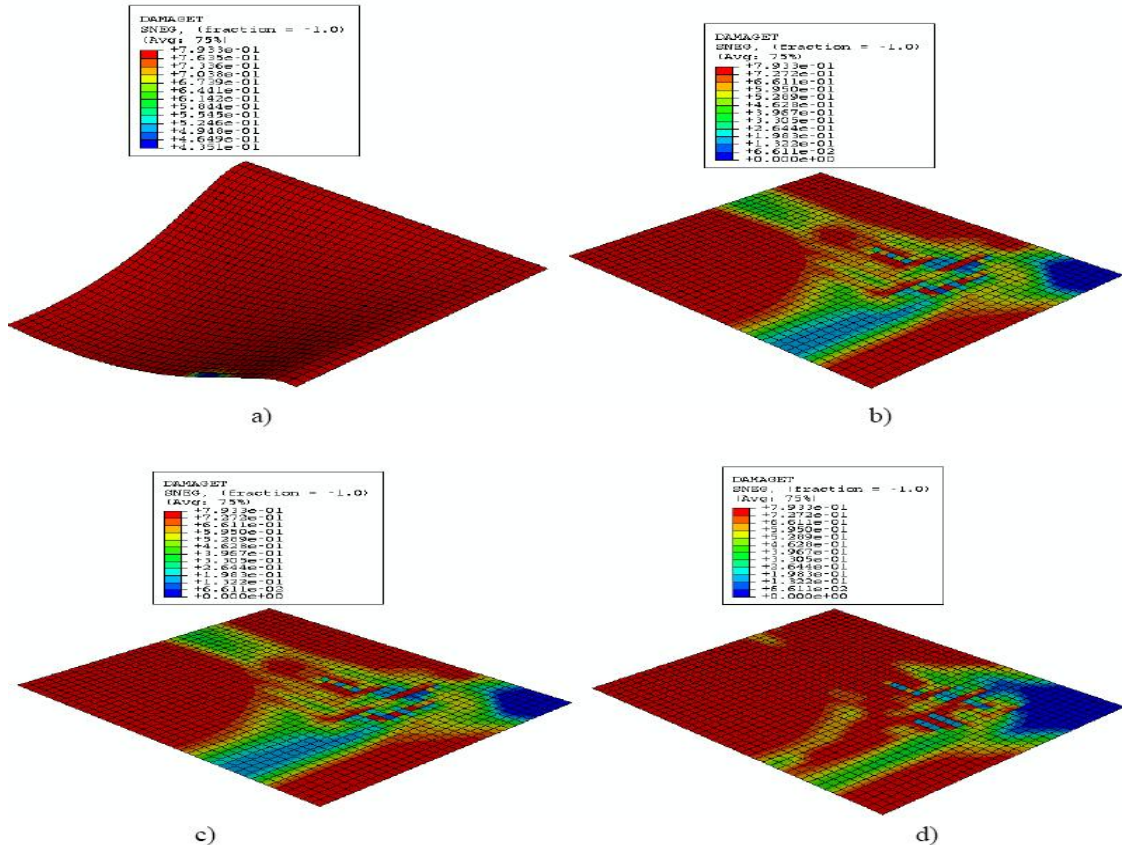 DAMAGET
SNEG, (fraction = -1.0)
(Avg: 75%)
+7.933e-01
+7.635e-01
+7.336e-01
+7.038e-01
+6.739e-01
+6.441e-01
+6.142e-01
+5.844e-01
+5.545e-01
+5.246e-01
+4.948e-01
+4.649e-01
+4.351e-01
DAMAGET
SNEG, (fraction = -1.0)
(Avg: 75%)
+7.933e-01
+7.272e-01
+6.611e-01
+5.950e-01
+5.289e-01
+4.628e-01
+3.967e-01
+3.305e-01
+2.644e-01
+1.983e-01
+1.322e-01
+6.611e-02
+0.000e+00
a)
b)
DAMAGET
SNEG, (fraction = -1.0)
(Avg: 75%)
+7.933e-01
+7.272e-01
+6.611e-01
+5.950e-01
+5.289e-01
+4.628e-01
+3.967e-01
+3.305e-01
+2.644e-01
+1.983e-01
+1.322e-01
+6.611e-02
+0.000e+00
DAMAGET
SNEG, (fraction = -1.0)
(Avg: 75%)
+7.933e-01
+7.272e-01
+6.611e-01
+5.950e-01
+5.289e-01
+4.628e-01
+3.967e-01
+3.305e-01
+2.644e-01
+1.983e-01
+1.322e-01
+6.611e-02
+0.000e+00
c)
d)